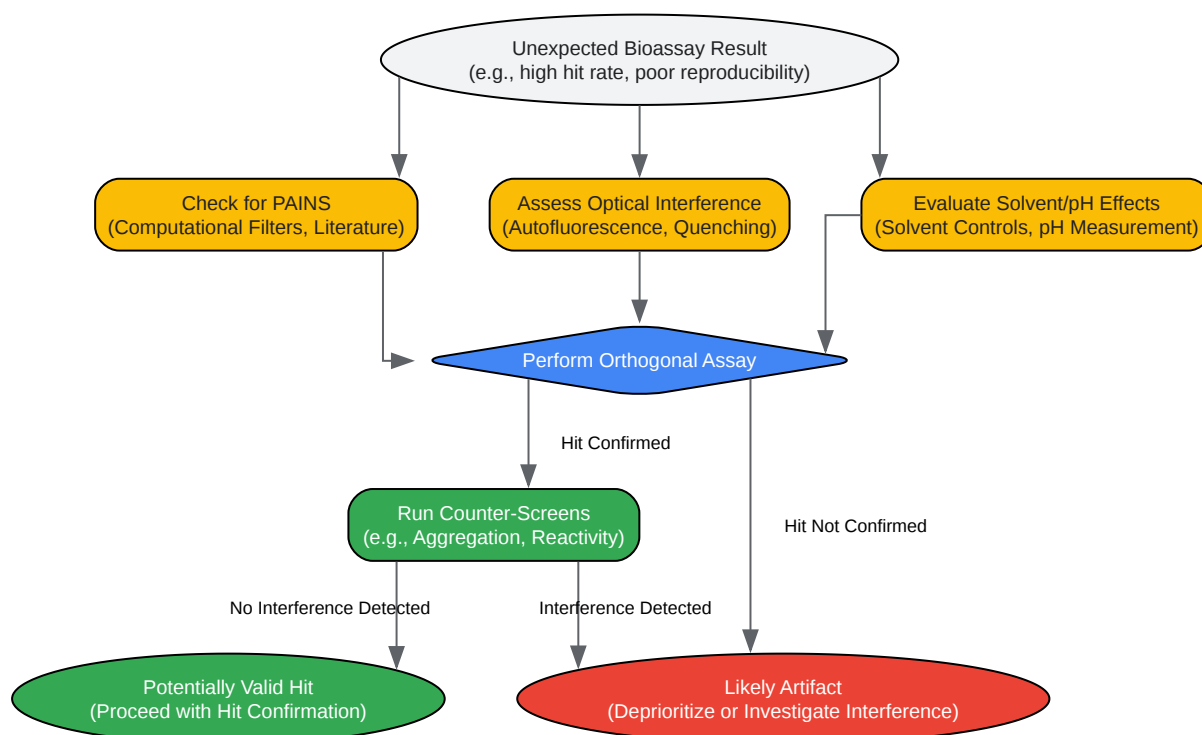 Unexpected Bioassay Result
(e.g., high hit rate, poor reproducibility)
Check for PAINS
(Computational Filters, Literature)
Assess Optical Interference
(Autofluorescence, Quenching)
Evaluate Solvent/pH Effects
(Solvent Controls, pH Measurement)
Perform Orthogonal Assay
Hit Confirmed
Run Counter-Screens
(e.g., Aggregation, Reactivity)
Hit Not Confirmed
No Interference Detected
Interference Detected
Potentially Valid Hit
(Proceed with Hit Confirmation)
Likely Artifact
(Deprioritize or Investigate Interference)